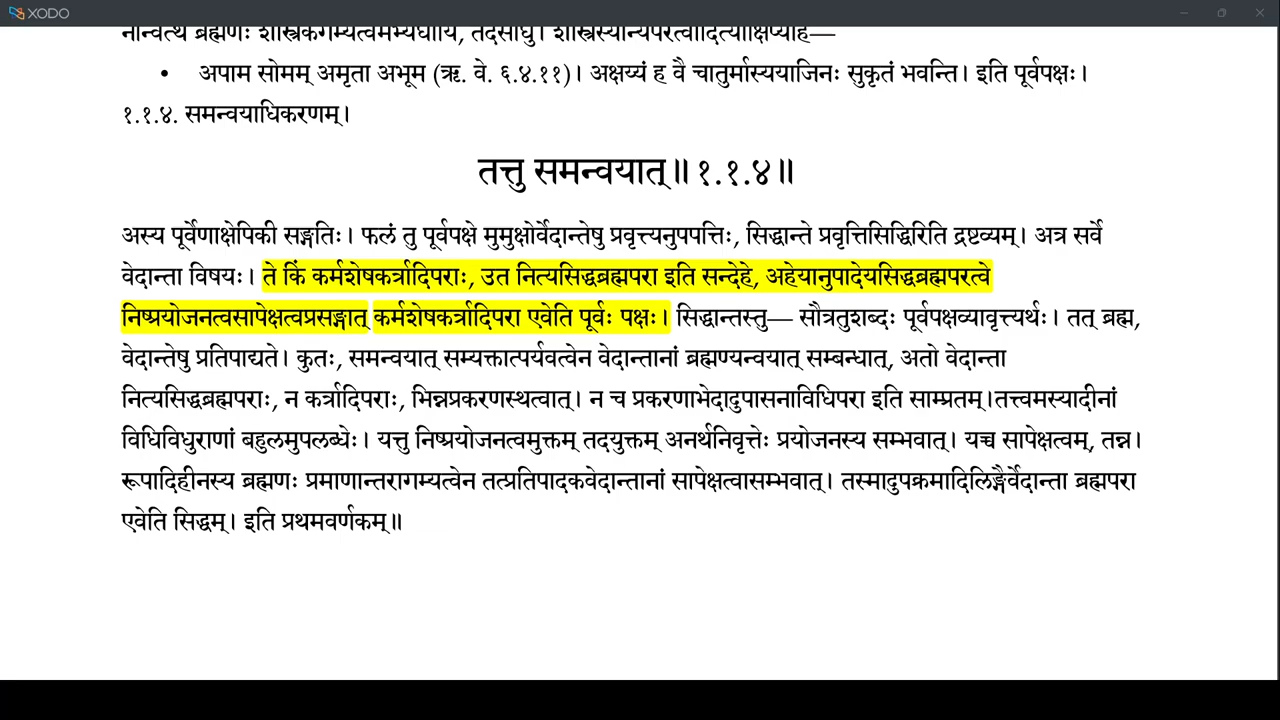 XODO
नन्वित्थं ब्रह्मणः शास्त्रैकगम्यत्वमभ्यधायि, तदसाधु। शास्त्रस्यान्यपरत्वादित्याक्षिप्याह—
• अपाम सोमम् अमृता अभूम (ऋ. वे. ६.४.११)। अक्षय्यं ह वै चातुर्मास्ययाजिनः सुकृतं भवन्ति। इति पूर्वपक्षः।
१.१.४. समन्वयाधिकरणम्।
तत्तु समन्वयात्॥ १.१.४॥
अस्य पूर्वेणाक्षेपिकी सङ्गतिः। फलं तु पूर्वपक्षे मुमुक्षोर्वेदान्तेषु प्रवृत्त्यनुपपत्तिः, सिद्धान्ते प्रवृत्तिसिद्धिरिति द्रष्टव्यम्। अत्र सर्वे
वेदान्ता विषयः। ते किं कर्मशेषकर्त्रादिपराः, उत नित्यसिद्धब्रह्मपरा इति सन्देहे, अहेयानुपादेयसिद्धब्रह्मपरत्वे
निष्प्रयोजनत्वसापेक्षत्वप्रसङ्गात् कर्मशेषकर्त्रादिपरा एवेति पूर्वः पक्षः। सिद्धान्तस्तु— सौत्रतुशब्दः पूर्वपक्षव्यावृत्त्यर्थः। तत् ब्रह्म,
वेदान्तेषु प्रतिपाद्यते। कुतः, समन्वयात् सम्यक्तात्पर्यवत्वेन वेदान्तानां ब्रह्मण्यन्वयात् सम्बन्धात्, अतो वेदान्ता
नित्यसिद्धब्रह्मपराः, न कर्त्रादिपराः, भिन्नप्रकरणस्थत्वात्। न च प्रकरणाभेदादुपासनाविधिपरा इति साम्प्रतम्।तत्त्वमस्यादीनां
विधिविधुराणां बहुलमुपलब्धेः। यत्तु निष्प्रयोजनत्वमुक्तम् तदयुक्तम् अनर्थनिवृत्तेः प्रयोजनस्य सम्भवात्। यच्च सापेक्षत्वम्, तन्न।
रूपादिहीनस्य ब्रह्मणः प्रमाणान्तरागम्यत्वेन तत्प्रतिपादकवेदान्तानां सापेक्षत्वासम्भवात्। तस्मादुपक्रमादिलिङ्गैर्वेदान्ता ब्रह्मपरा
एवेति सिद्धम्। इति प्रथमवर्णकम्॥